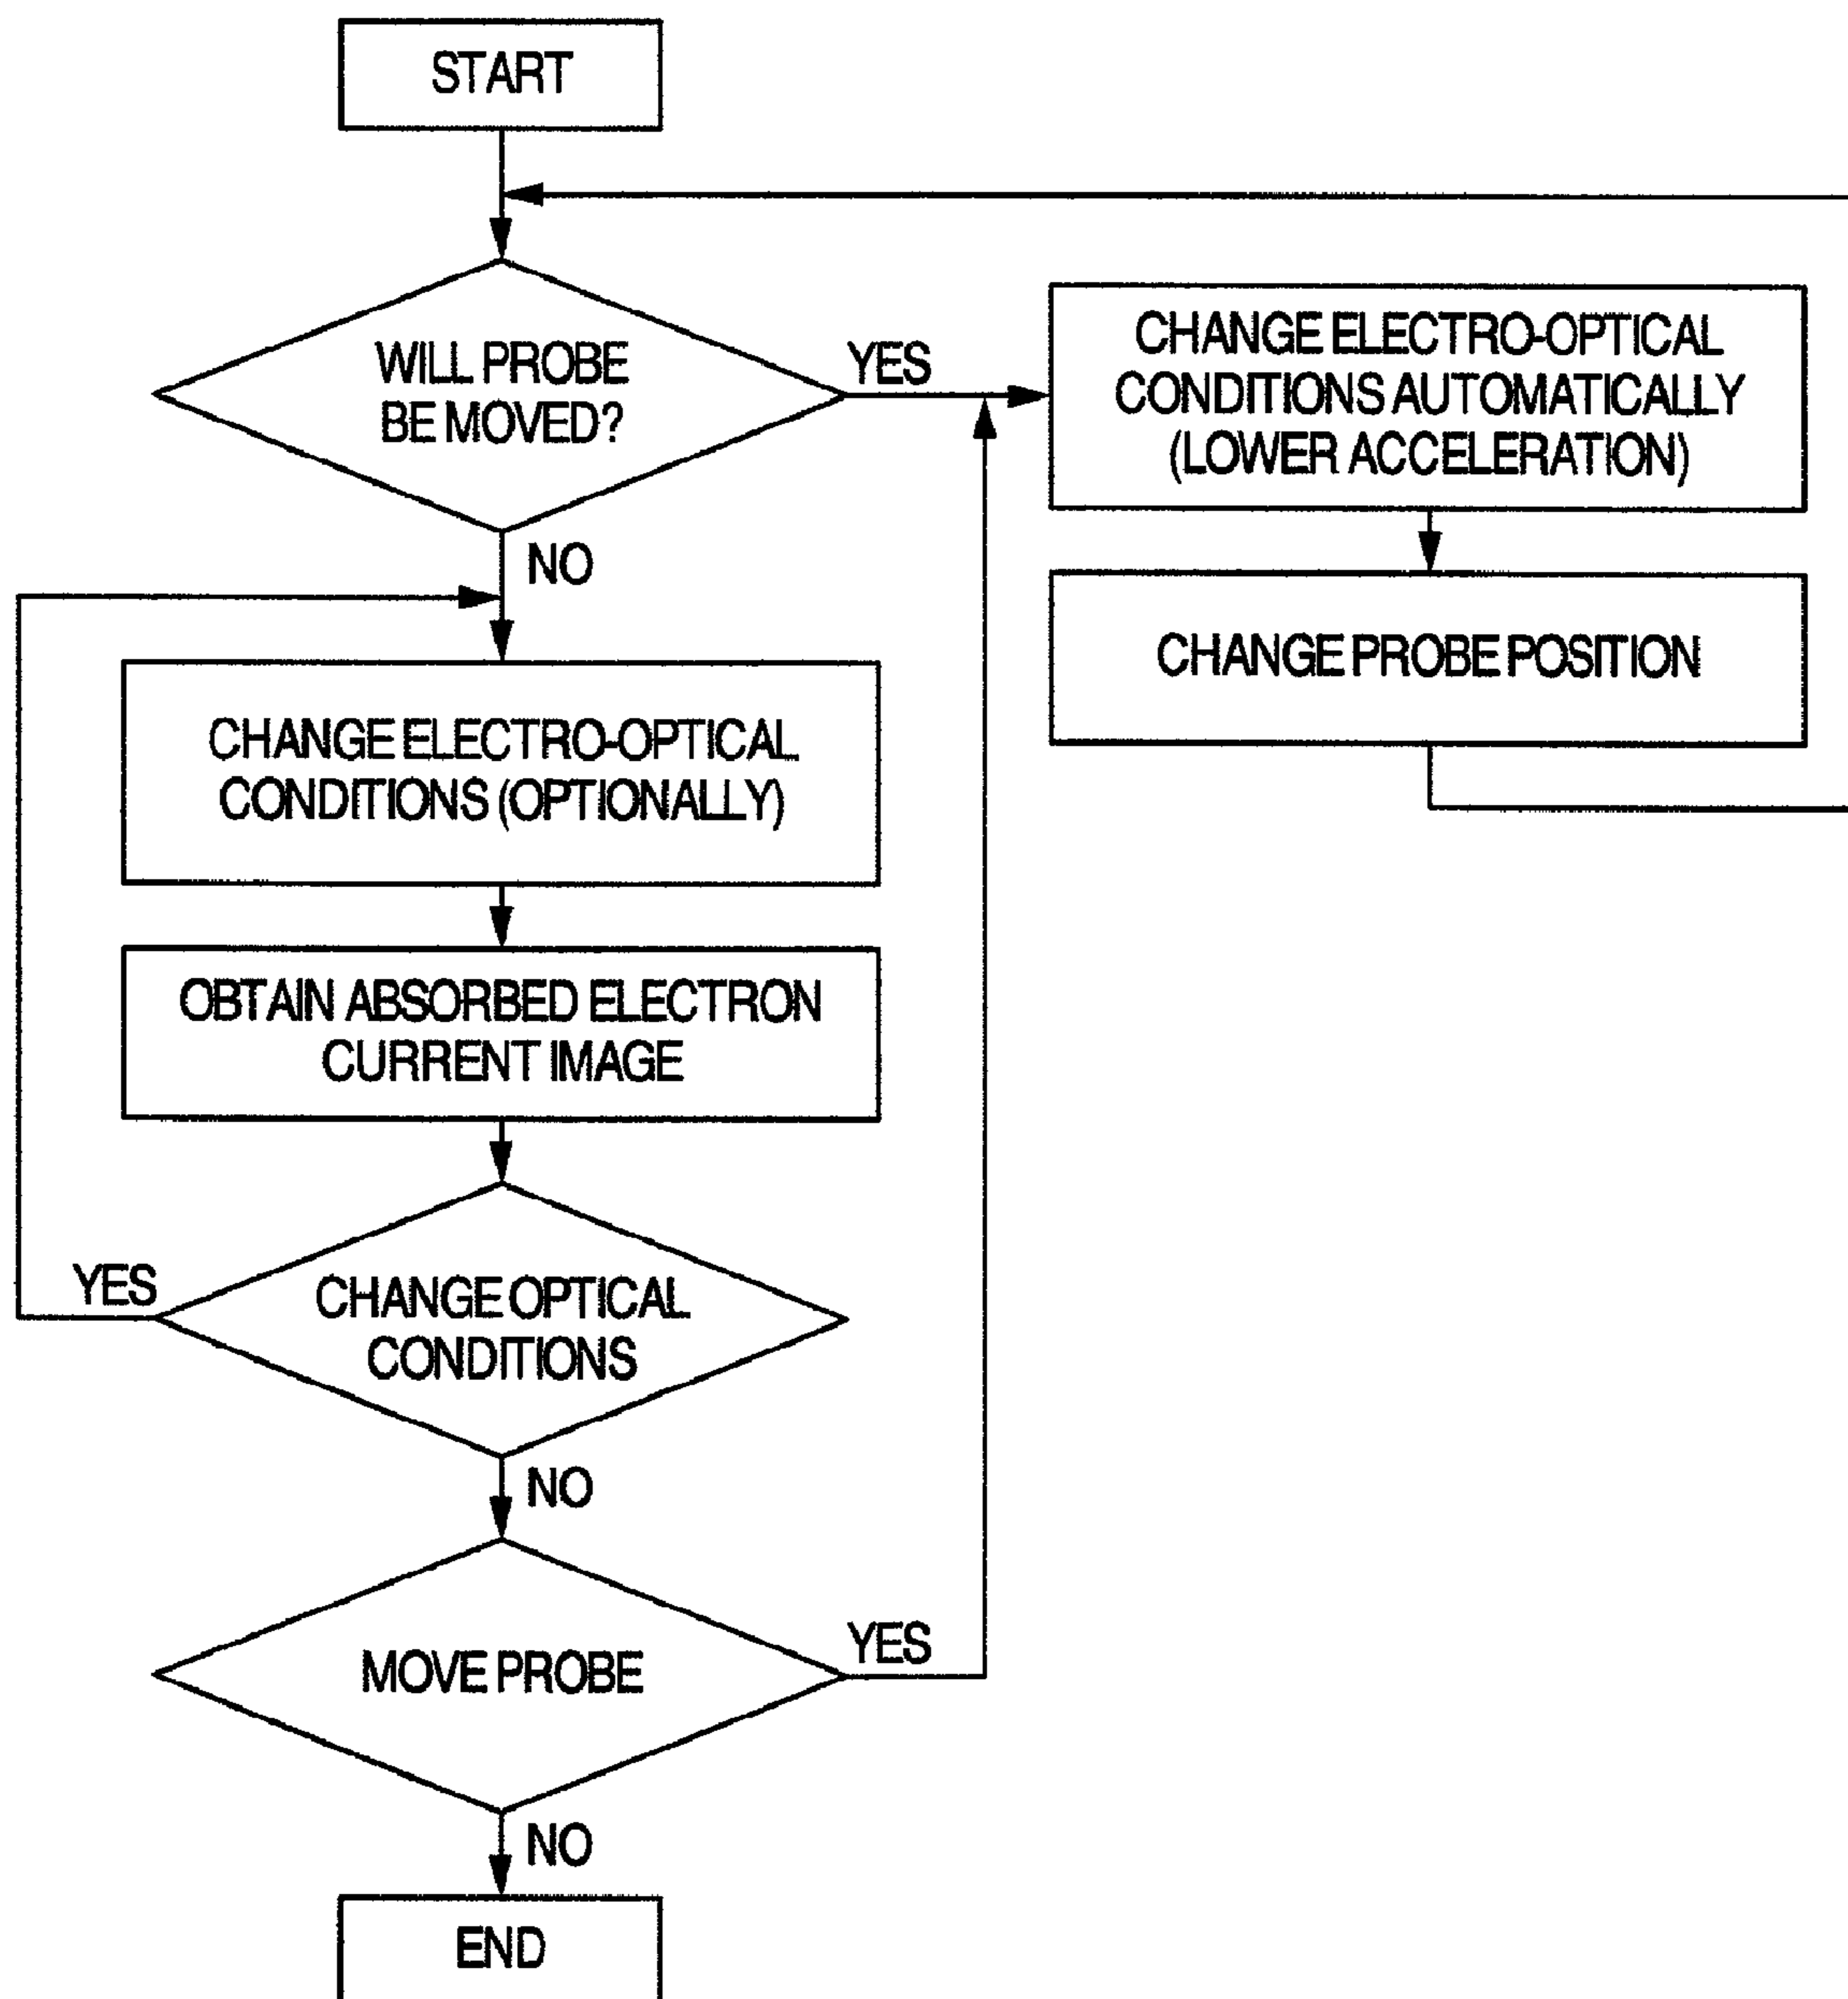 START
WILL PROBE
BE MOVED?
YES
CHANGE ELECTRO-OPTICAL
CONDITIONS AUTOMATICALLY
(LOWER ACCELERATION)
CHANGE PROBE POSITION
NO
CHANGE ELECTRO-OPTICAL
CONDITIONS (OPTIONALLY)
OBTAIN ABSORBED ELECTRON
CURRENT IMAGE
YES
CHANGE OPTICAL
CONDITIONS
NO
MOVE PROBE
YES
NO
END